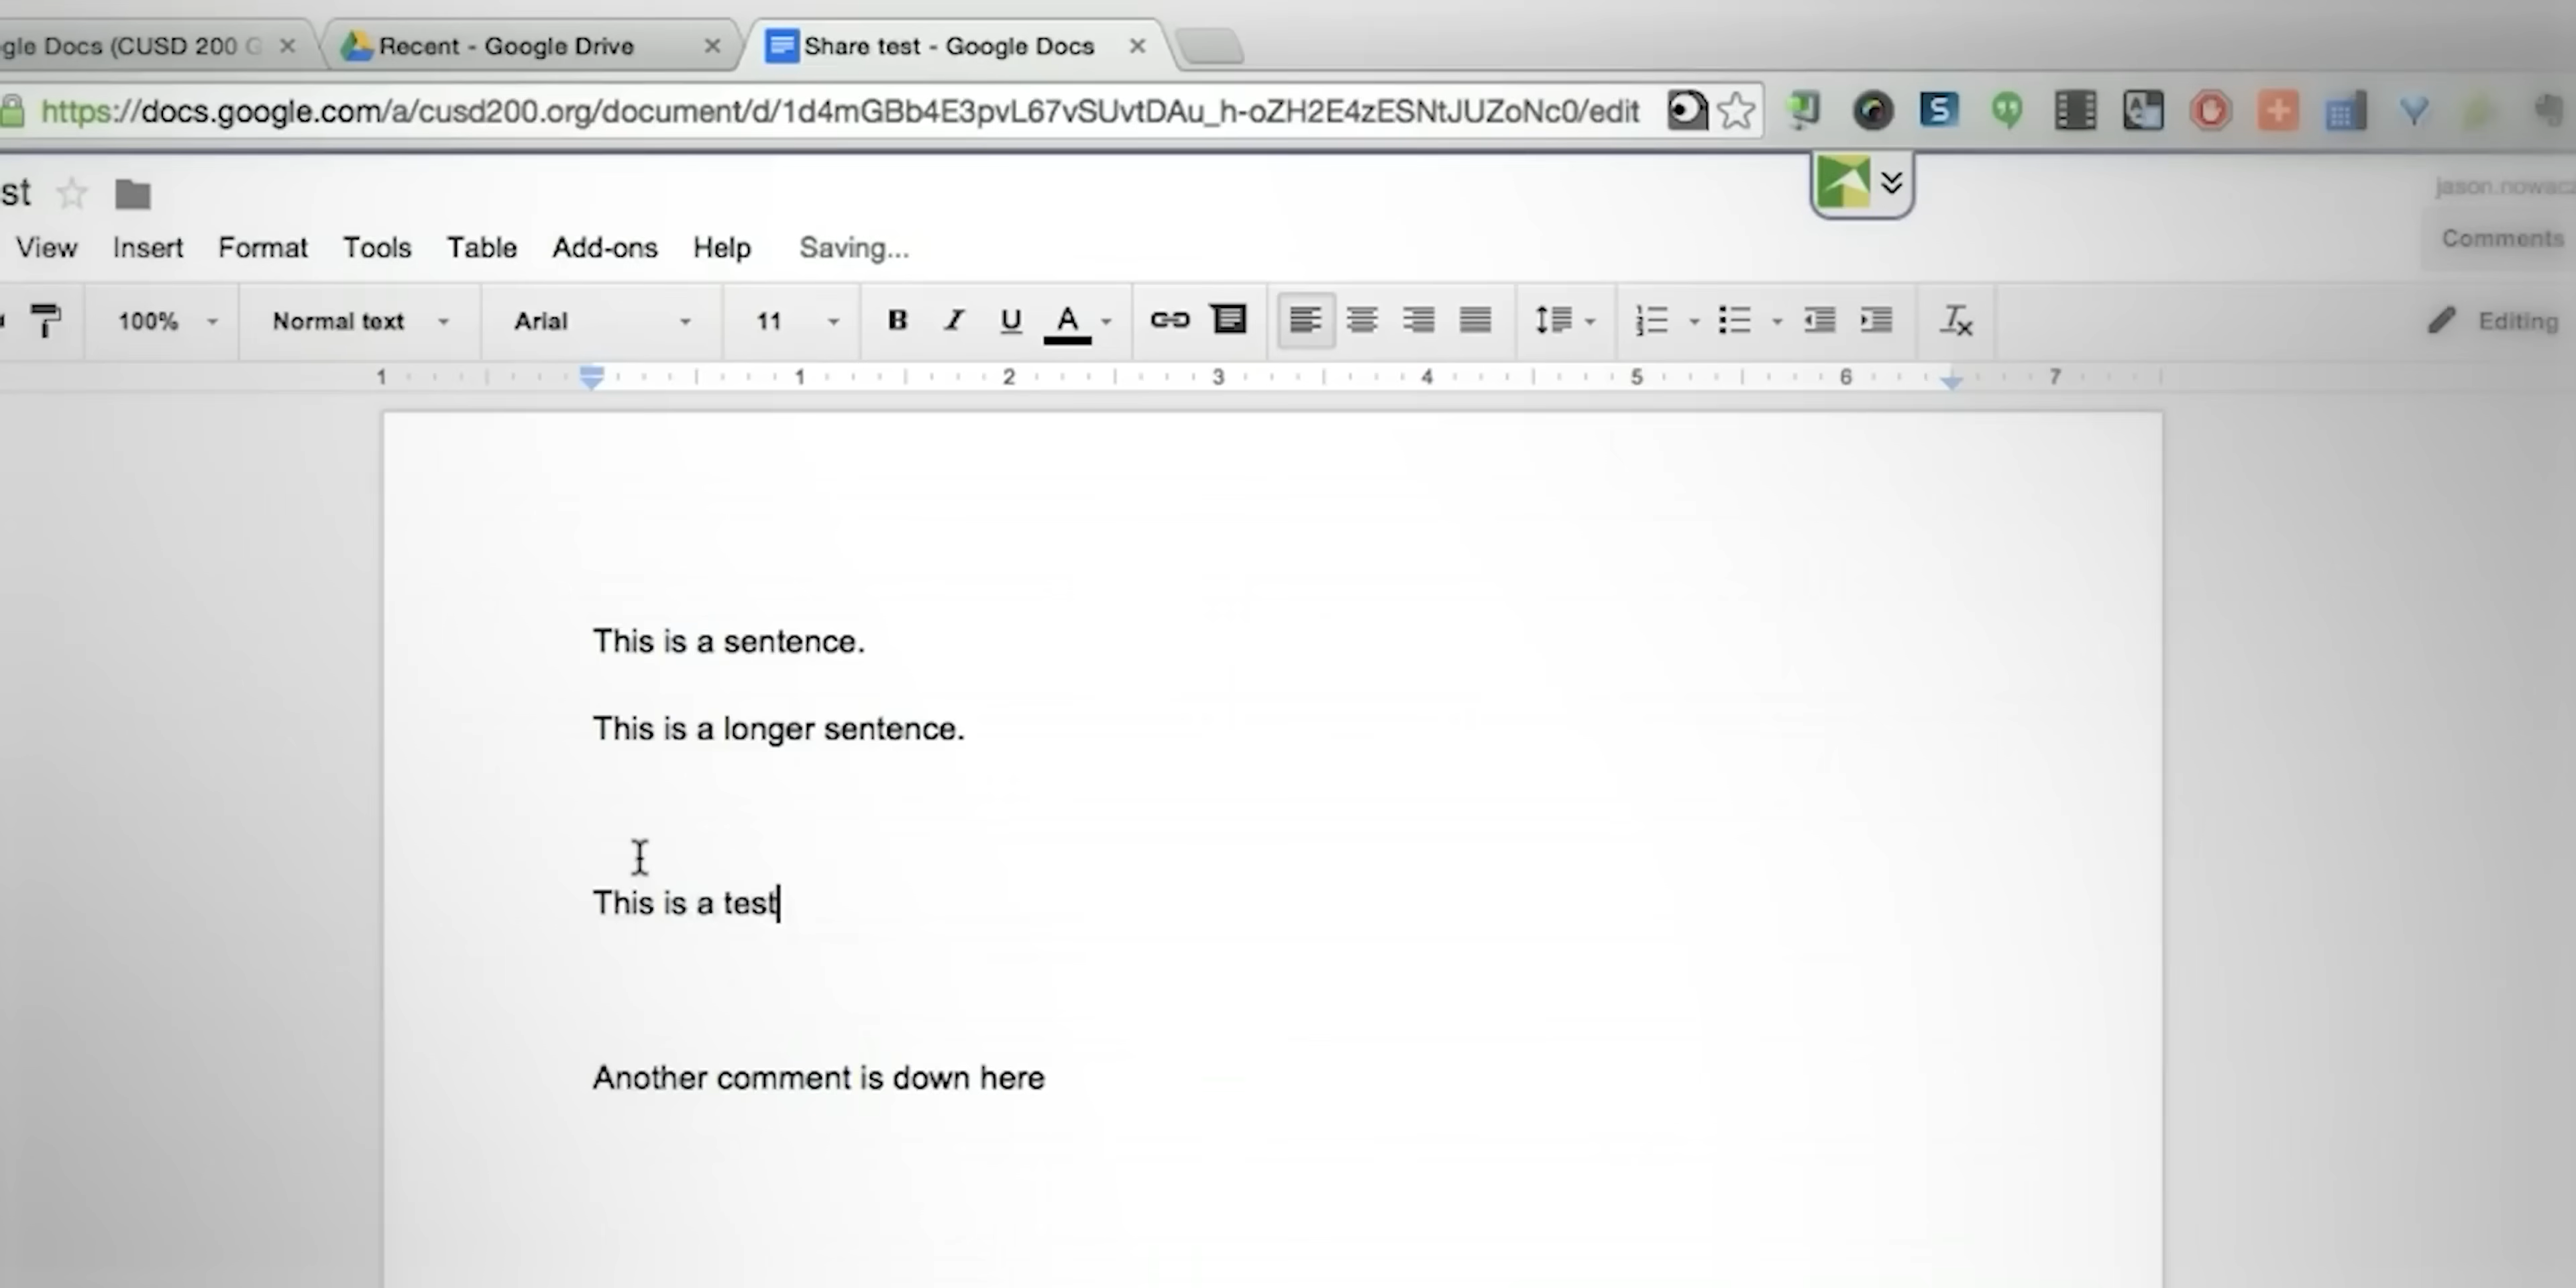 gle Docs (CUSD 200 G
Recent - Google Drive
Share test - Google Docs
https://docs.google.com/a/cusd200.org/document/d/1d4mGBb4E3pvL67vSUvtDAu_h-oZH2E4zESNtJUZoNc0/edit
st
jason.nowacz
View Insert Format Tools Table Add-ons Help Saving...
Comments
100% Normal text Arial 11 B I U A
Editing
1 1 2 3 4 5 6 7
This is a sentence.
This is a longer sentence.
This is a test
Another comment is down here